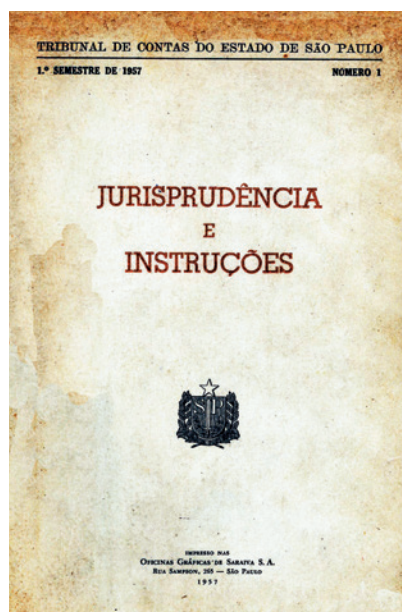 TRIBUNAL DE CONTAS DO ESTADO DE SÃO PAULO
1.º SEMESTRE DE 1957 NÚMERO 1
JURISPRUDÊNCIA
E
INSTRUÇÕES
IMPRESSO NAS
OFICINAS GRÁFICAS DE SARAIVA S. A.
RUA SAMPSON, 265 — SÃO PAULO
1957